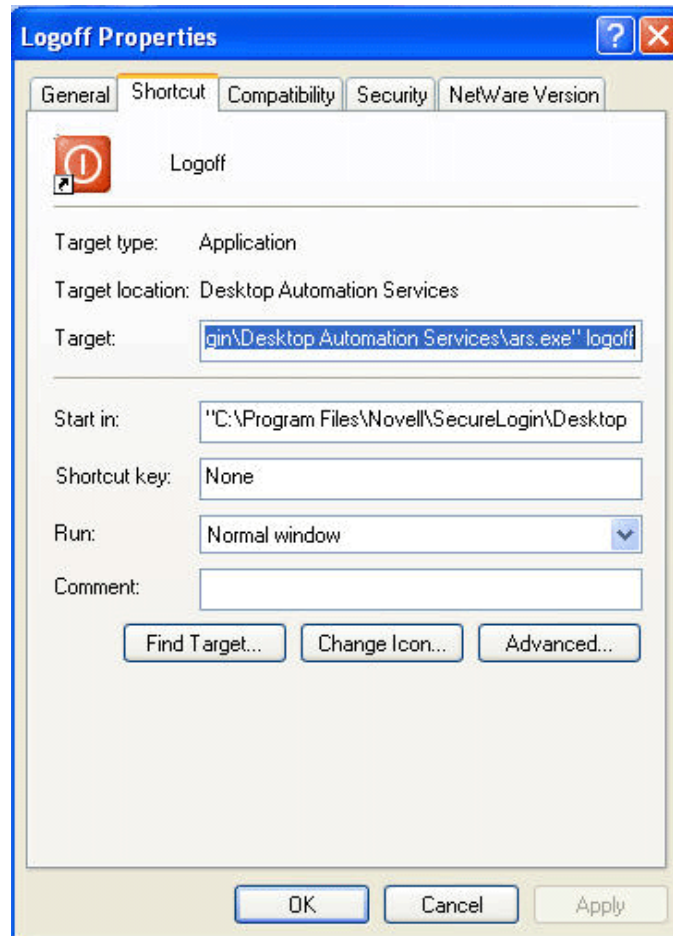 Logoff Properties
General Shortcut Compatibility Security NetWare Version
Logoff
Target type: Application
Target location: Desktop Automation Services
Target: gin\Desktop Automation Services\ars.exe" logoff
Start in: "C:\Program Files\Novell\SecureLogin\Desktop
Shortcut key: None
Run: Normal window
Comment:
Find Target... Change Icon... Advanced...
OK Cancel Apply